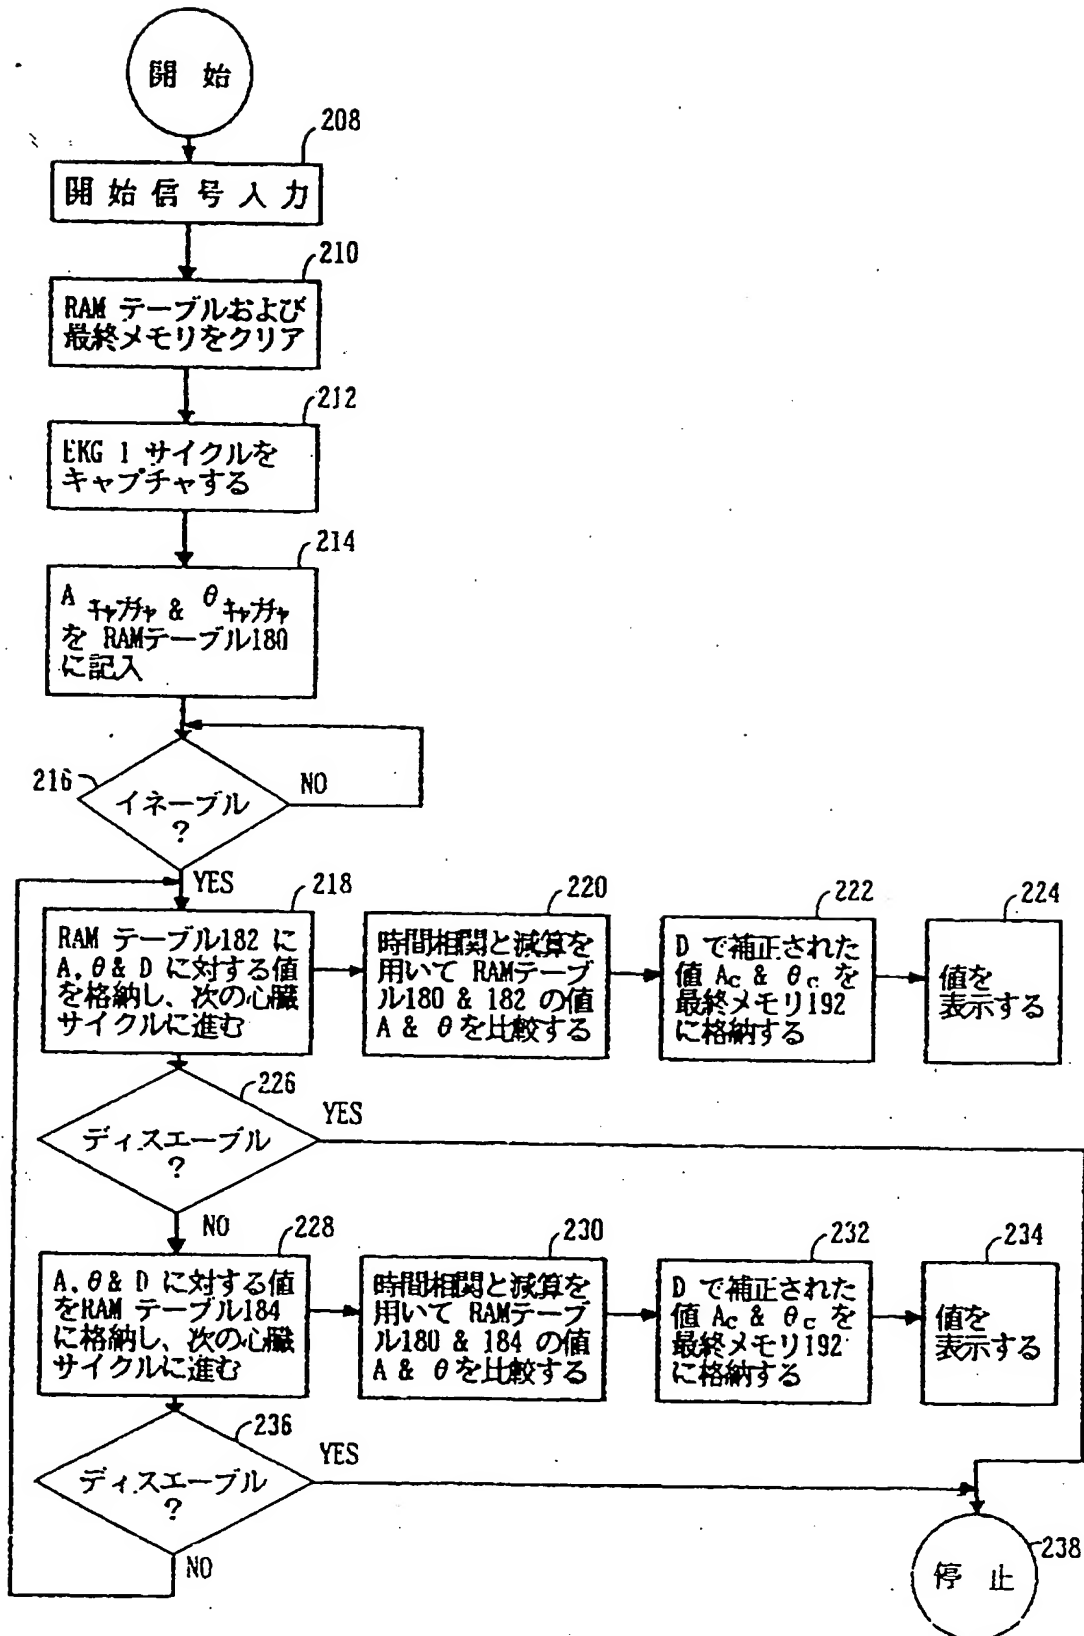 開始
208
開始信号入力
210
RAM テーブルおよび
最終メモリをクリア
212
EKG 1 サイクルを
キャプチャする
214
A キャプチャ & θ キャプチャ
を RAMテーブル180
に記入
216
イネーブル
?
NO
YES
218
RAM テーブル182 に
A, θ & D に対する値
を格納し、次の心臓
サイクルに進む
220
時間相関と減算を
用いて RAMテーブ
ル180 & 182 の値
A & θ を比較する
222
D で補正された
値 Ac & θc を
最終メモリ192
に格納する
224
値を
表示する
226
ディスエーブル
?
YES
NO
228
A, θ & D に対する値
をRAM テーブル184
に格納し、次の心臓
サイクルに進む
230
時間相関と減算を
用いて RAMテーブ
ル180 & 184 の値
A & θ を比較する
232
D で補正された
値 Ac & θc を
最終メモリ192
に格納する
234
値を
表示する
236
ディスエーブル
?
YES
NO
238
停止